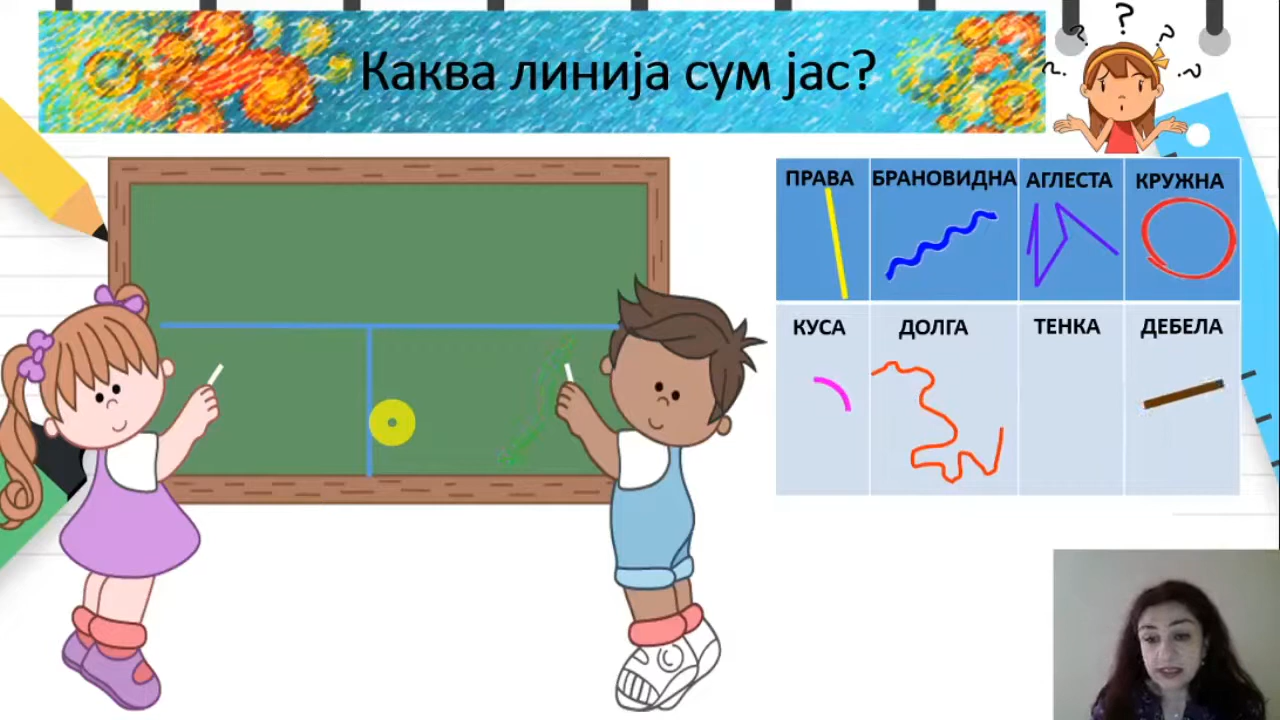 Каква линија сум јас?
ПРАВА БРАНОВИДНА АГЛЕСТА КРУЖНА
КУСА ДОЛГА ТЕНКА ДЕБЕЛА